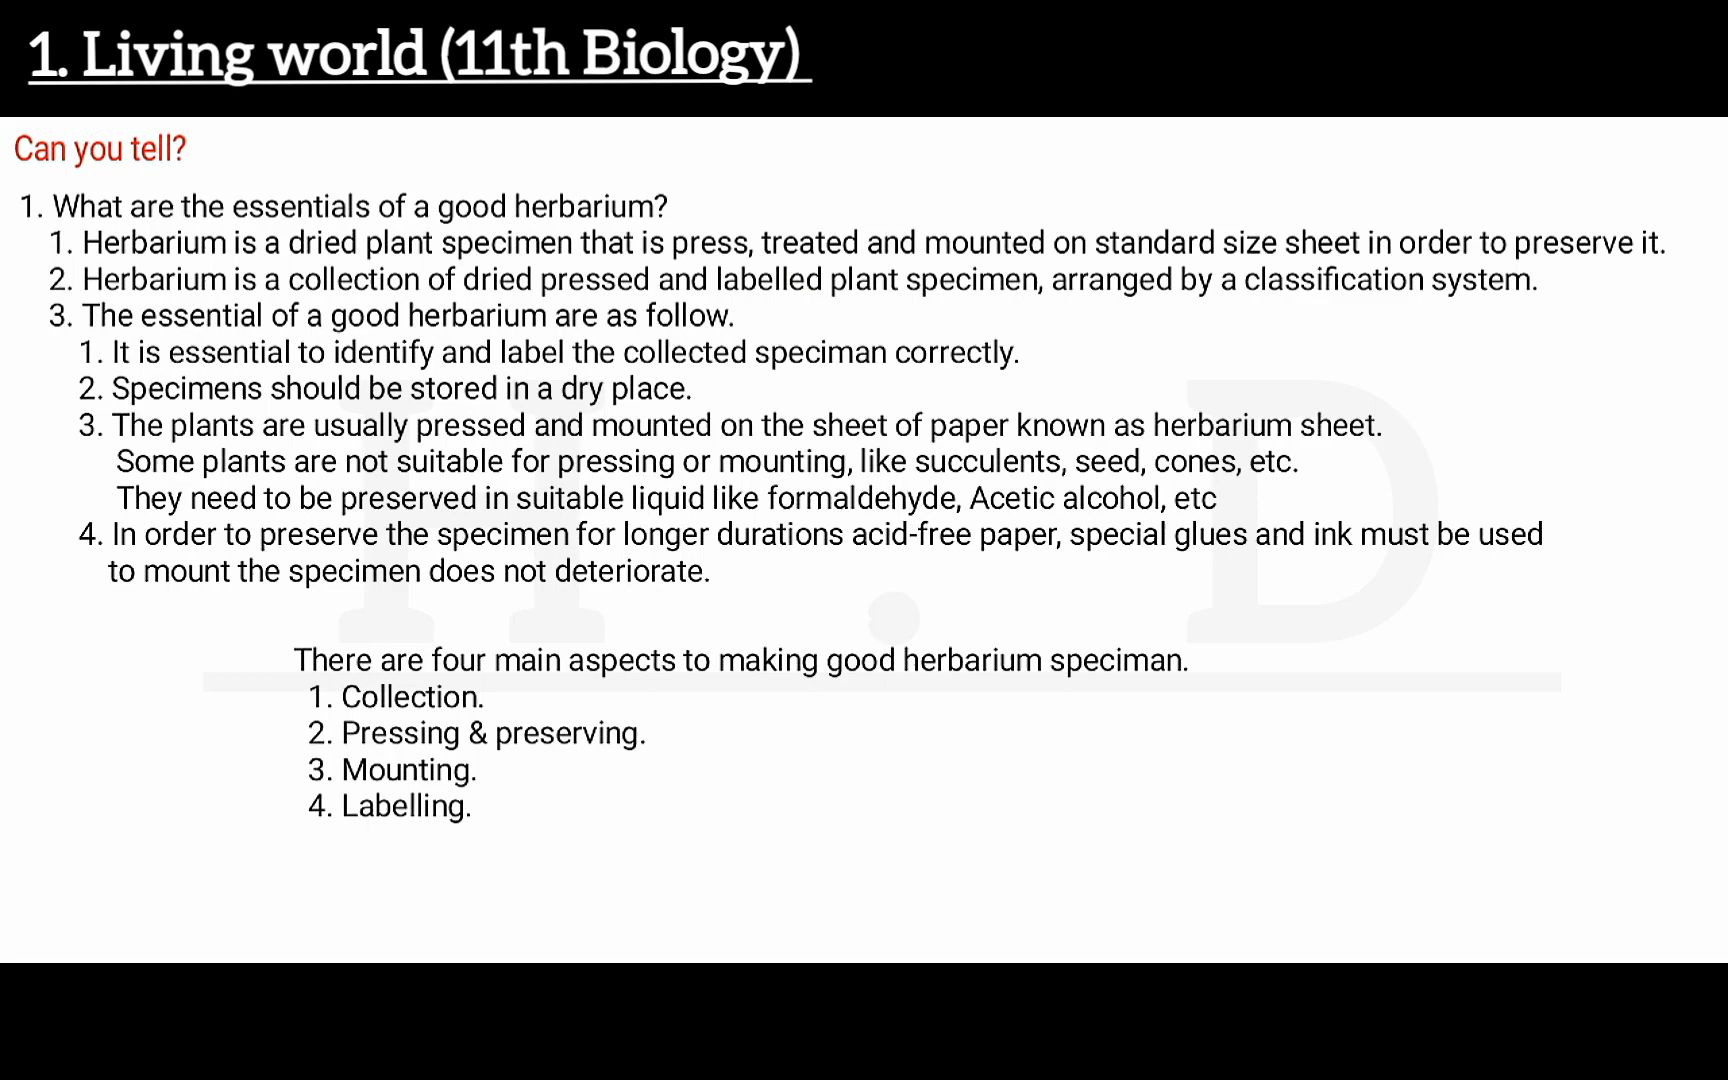 1. Living world (11th Biology)
Can you tell?
1. What are the essentials of a good herbarium?
1. Herbarium is a dried plant specimen that is press, treated and mounted on standard size sheet in order to preserve it.
2. Herbarium is a collection of dried pressed and labelled plant specimen, arranged by a classification system.
3. The essential of a good herbarium are as follow.
1. It is essential to identify and label the collected speciman correctly.
2. Specimens should be stored in a dry place.
3. The plants are usually pressed and mounted on the sheet of paper known as herbarium sheet.
Some plants are not suitable for pressing or mounting, like succulents, seed, cones, etc.
They need to be preserved in suitable liquid like formaldehyde, Acetic alcohol, etc
4. In order to preserve the specimen for longer durations acid-free paper, special glues and ink must be used
to mount the specimen does not deteriorate.
There are four main aspects to making good herbarium speciman.
1. Collection.
2. Pressing & preserving.
3. Mounting.
4. Labelling.